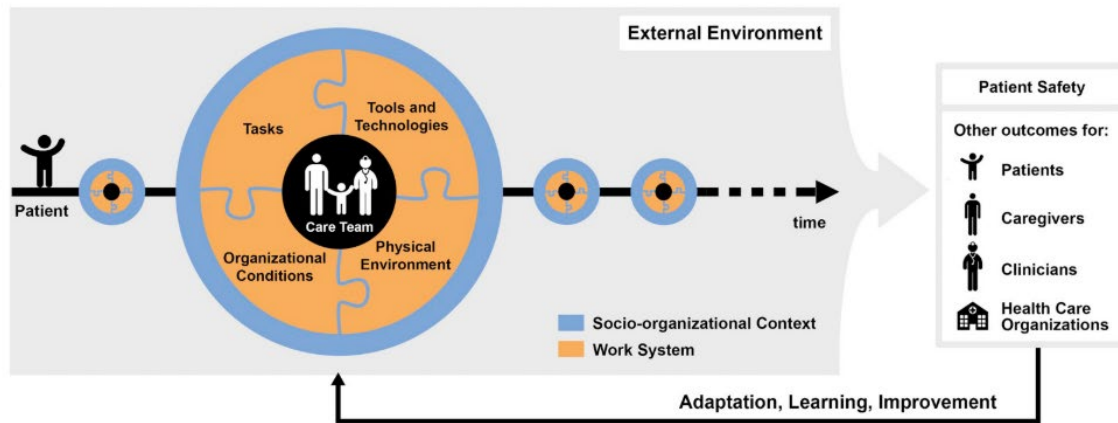 External Environment
Tasks
Tools and
Technologies
Patient
Care Team
Organizational
Conditions
Physical
Environment
time
Socio-organizational Context
Work System
Patient Safety
Other outcomes for:
Patients
Caregivers
Clinicians
Health Care
Organizations
Adaptation, Learning, Improvement